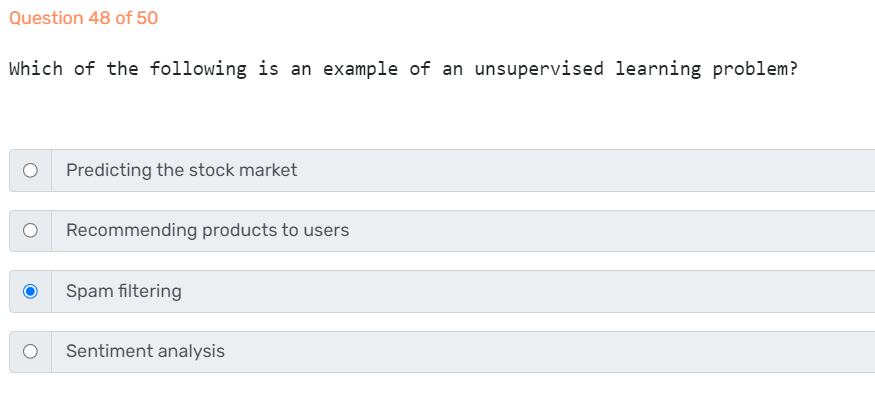 Question 48 of 50
Which of the following is an example of an unsupervised learning problem?
Predicting the stock market
Recommending products to users
Spam filtering
Sentiment analysis